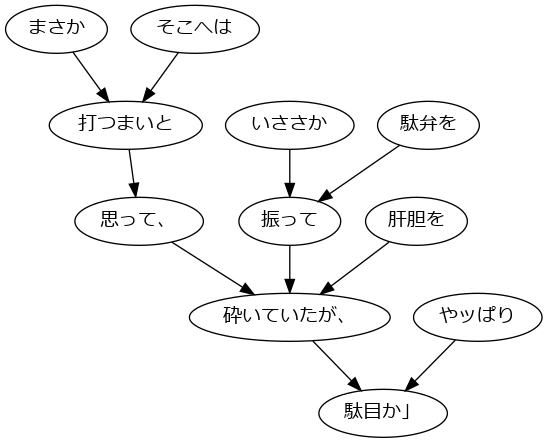 まさか
そこへは
打つまいと
いささか
駄弁を
思って、
振って
肝胆を
砕いていたが、
やッぱり
駄目か」